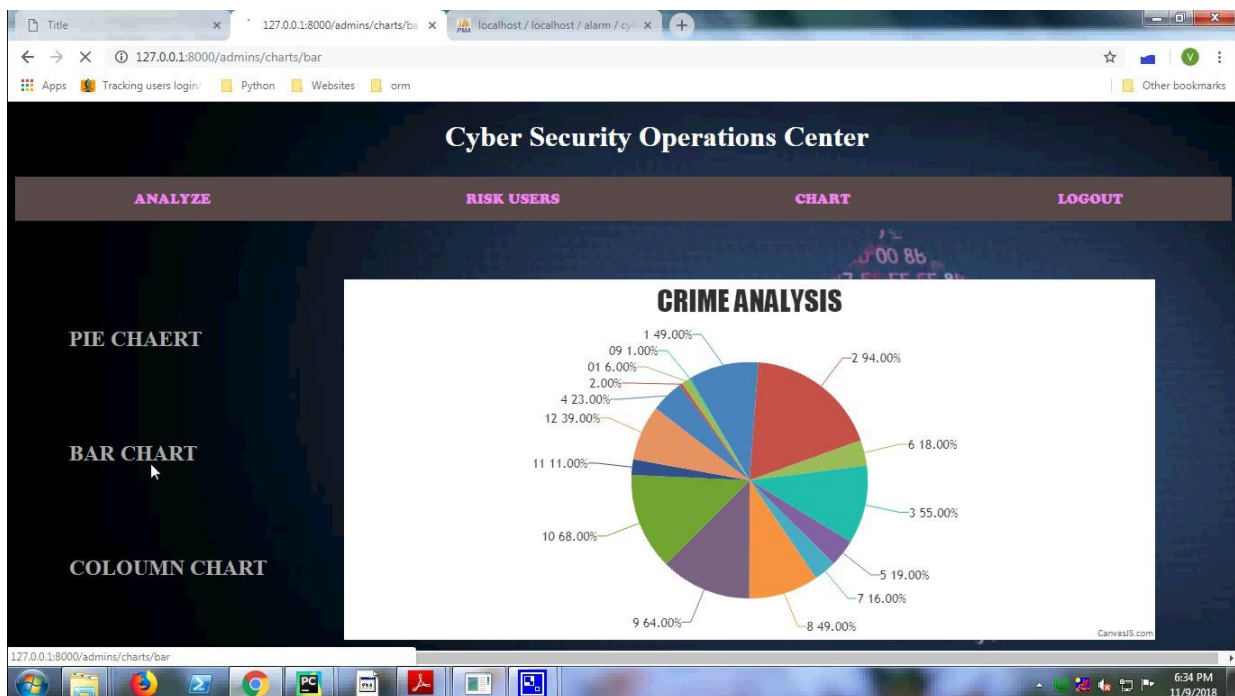 Title
127.0.0.1:8000/admins/charts/ba
localhost / localhost / alarm / cy
127.0.0.1:8000/admins/charts/bar
Apps
Tracking users login/
Python
Websites
orm
Other bookmarks
Cyber Security Operations Center
ANALYZE
RISK USERS
CHART
LOGOUT
00 8b
PIE CHAERT
BAR CHART
COLOUMN CHART
CRIME ANALYSIS
1 49.00%
09 1.00%
01 6.00%
2.00%
4 23.00%
12 39.00%
11 11.00%
10 68.00%
9 64.00%
2 94.00%
6 18.00%
3 55.00%
5 19.00%
7 16.00%
8 49.00%
CanvasJS.com
127.0.0.1:8000/admins/charts/bar
6:34 PM
11/9/2018